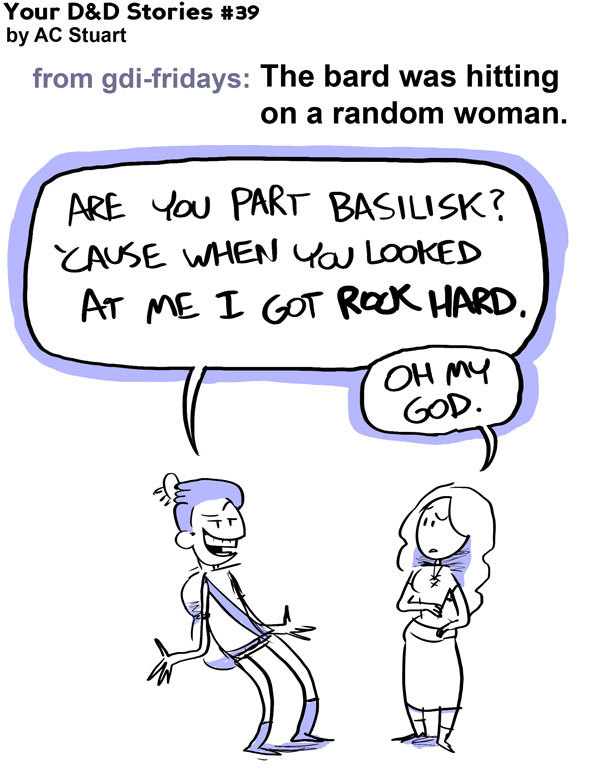 Your D&D Stories #39
by AC Stuart
from gdi-fridays: The bard was hitting
on a random woman.
ARE YOU PART BASILISK?
'CAUSE WHEN YOU LOOKED
AT ME I GOT ROCK HARD.
OH MY
GOD.